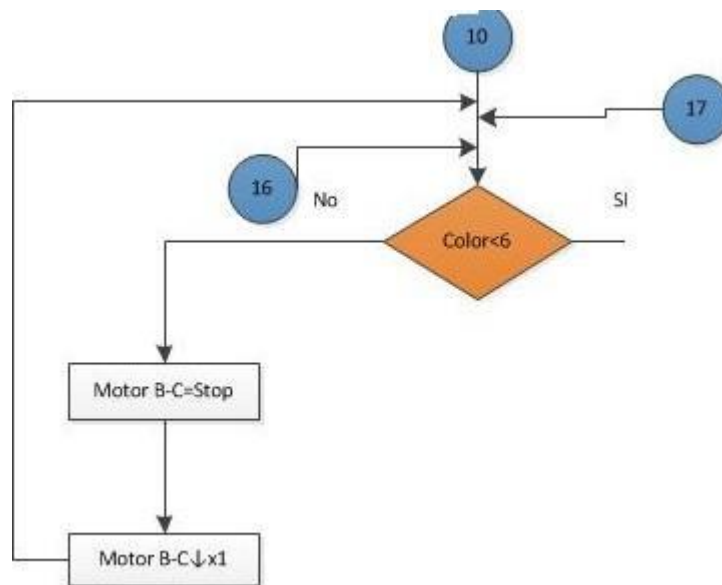 10
17
16
No
SI
Color<6
Motor B-C=Stop
Motor B-C↓x1